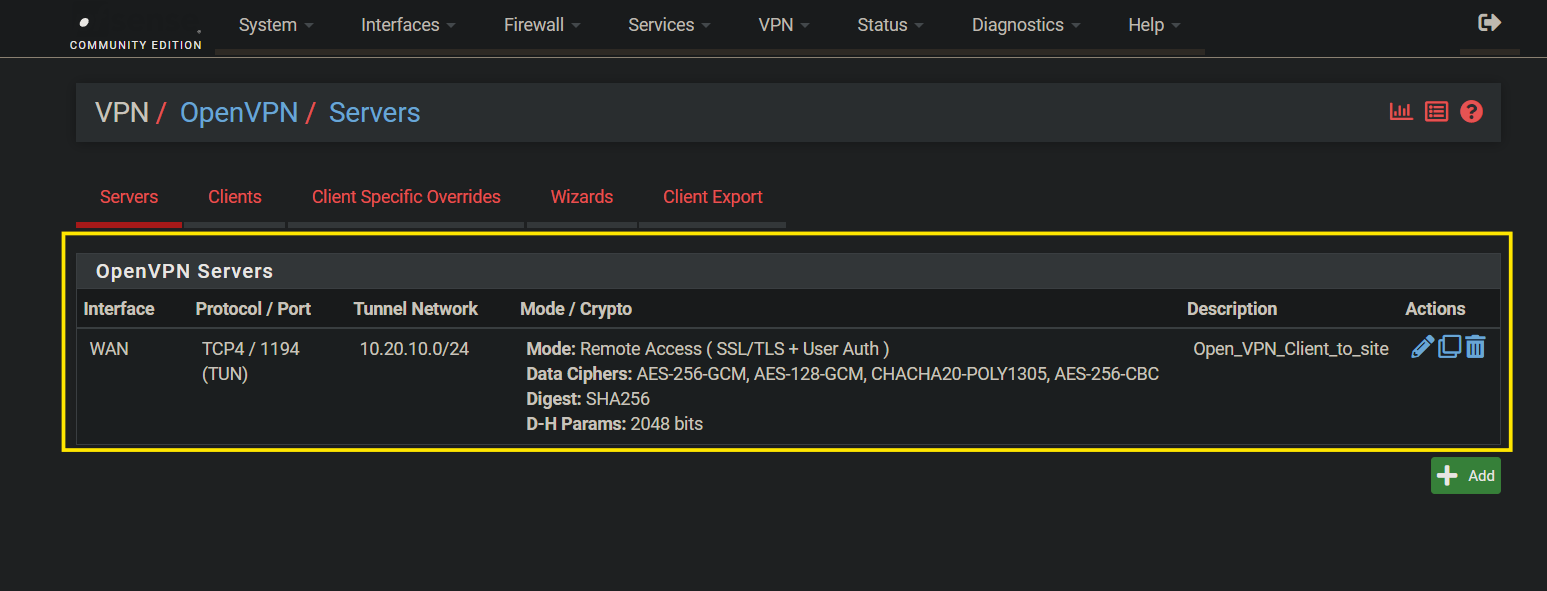 System Interfaces Firewall Services VPN Status Diagnostics Help
COMMUNITY EDITION
VPN / OpenVPN / Servers
Servers Clients Client Specific Overrides Wizards Client Export
OpenVPN Servers
Interface Protocol / Port Tunnel Network Mode / Crypto Description Actions
WAN TCP4 / 1194 10.20.10.0/24 Mode: Remote Access ( SSL/TLS + User Auth ) Open_VPN_Client_to_site
(TUN) Data Ciphers: AES-256-GCM, AES-128-GCM, CHACHA20-POLY1305, AES-256-CBC
Digest: SHA256
D-H Params: 2048 bits
Add